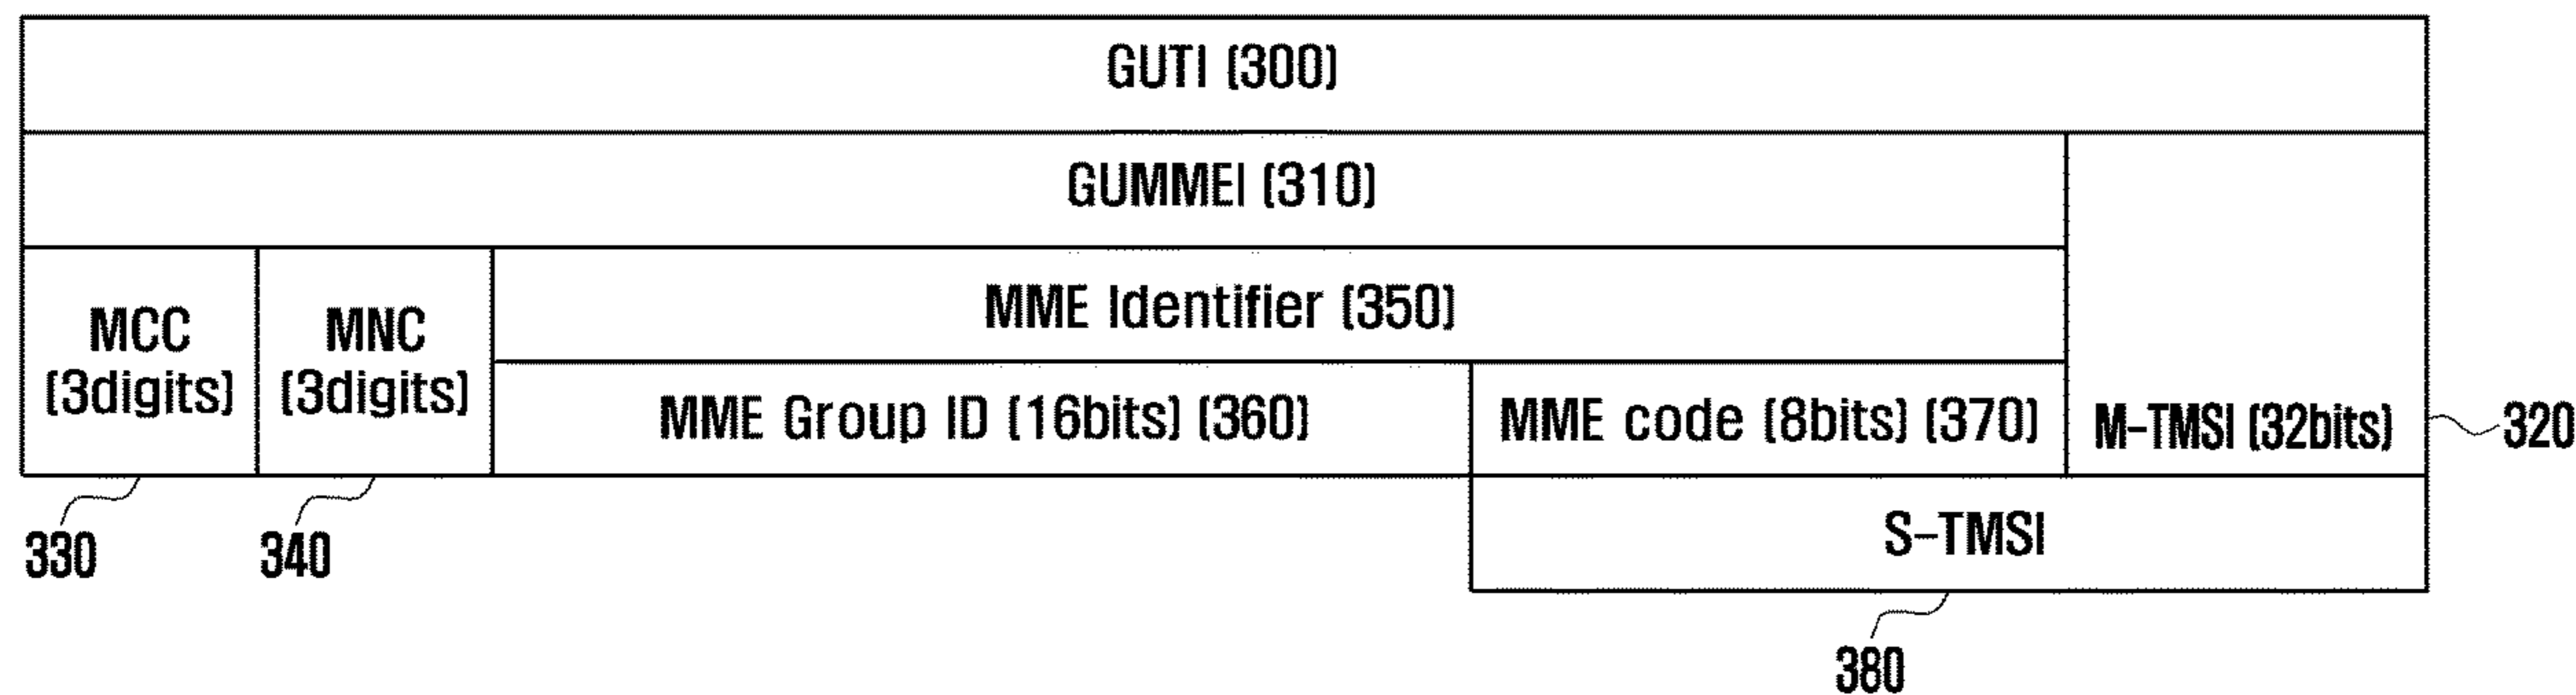 GUTI (300)
GUMMEI (310)
MME Identifier (350)
MCC
(3digits)
MNC
(3digits)
MME Group ID (16bits) (360)
MME code (8bits) (370)
M-TMSI (32bits)
320
S-TMSI
330
340
380